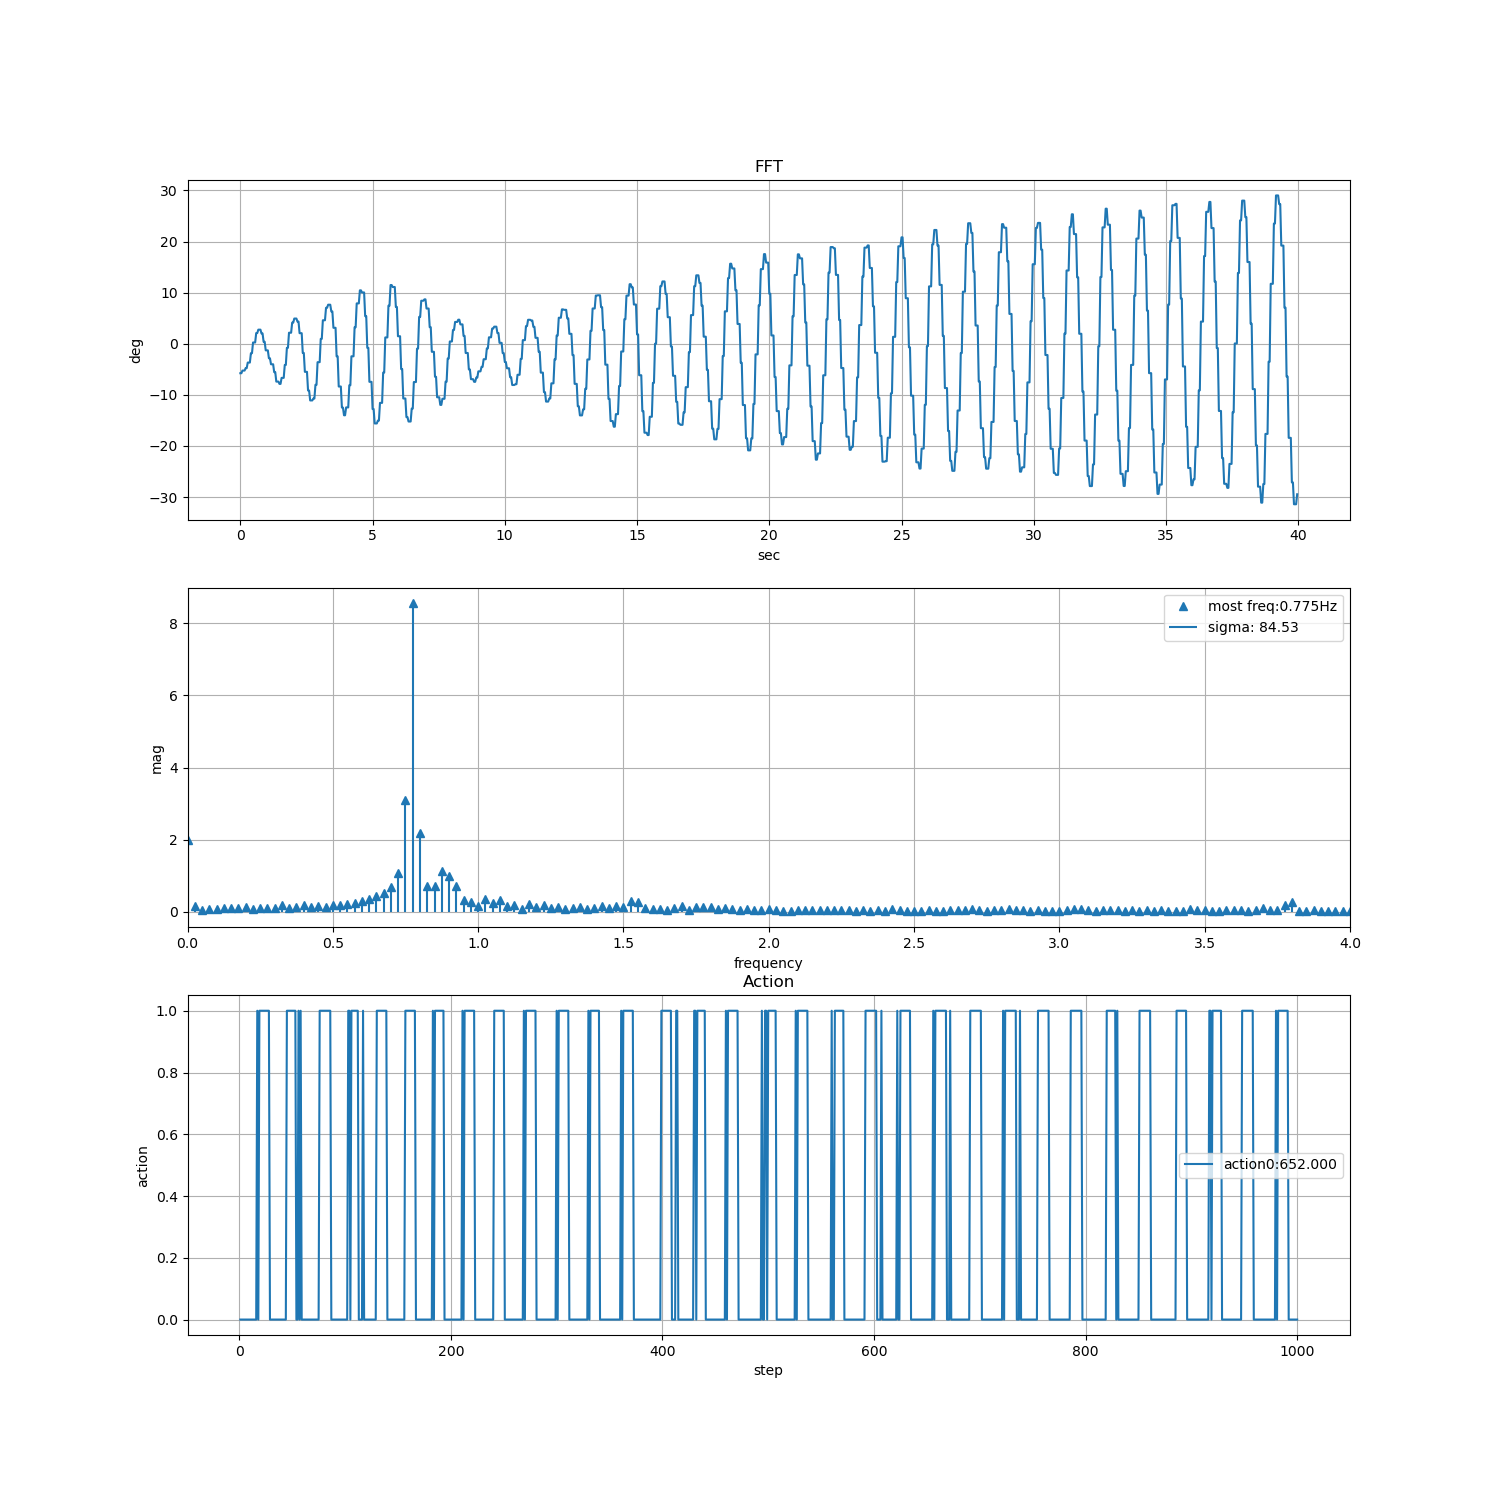 FFT
30
20
10
0
−10
−20
−30
deg
0 5 10 15 20 25 30 35 40
sec
most freq:0.775Hz
sigma: 84.53
8
6
4
2
0
mag
0.0 0.5 1.0 1.5 2.0 2.5 3.0 3.5 4.0
frequency
Action
1.0
0.8
0.6
0.4
0.2
0.0
action
action0:652.000
0 200 400 600 800 1000
step